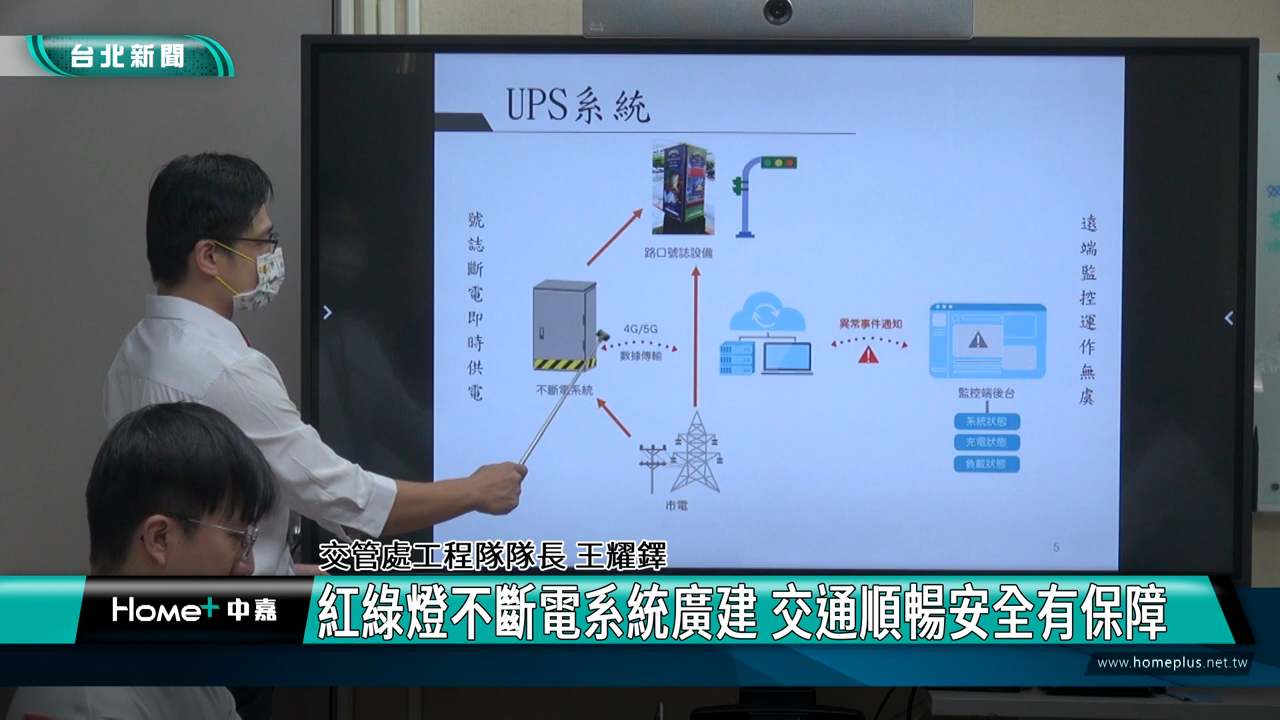 台北新聞
UPS系統
號誌斷電即時供電
遠端監控運作無虞
路口號誌設備
4G/5G
數據傳輸
異常事件通知
不斷電系統
監控端後台
系統狀態
充電狀態
負載狀態
市電
5
交管處工程隊隊長 王耀鐸
Home+中嘉
紅綠燈不斷電系統廣建 交通順暢安全有保障
www.homeplus.net.tw